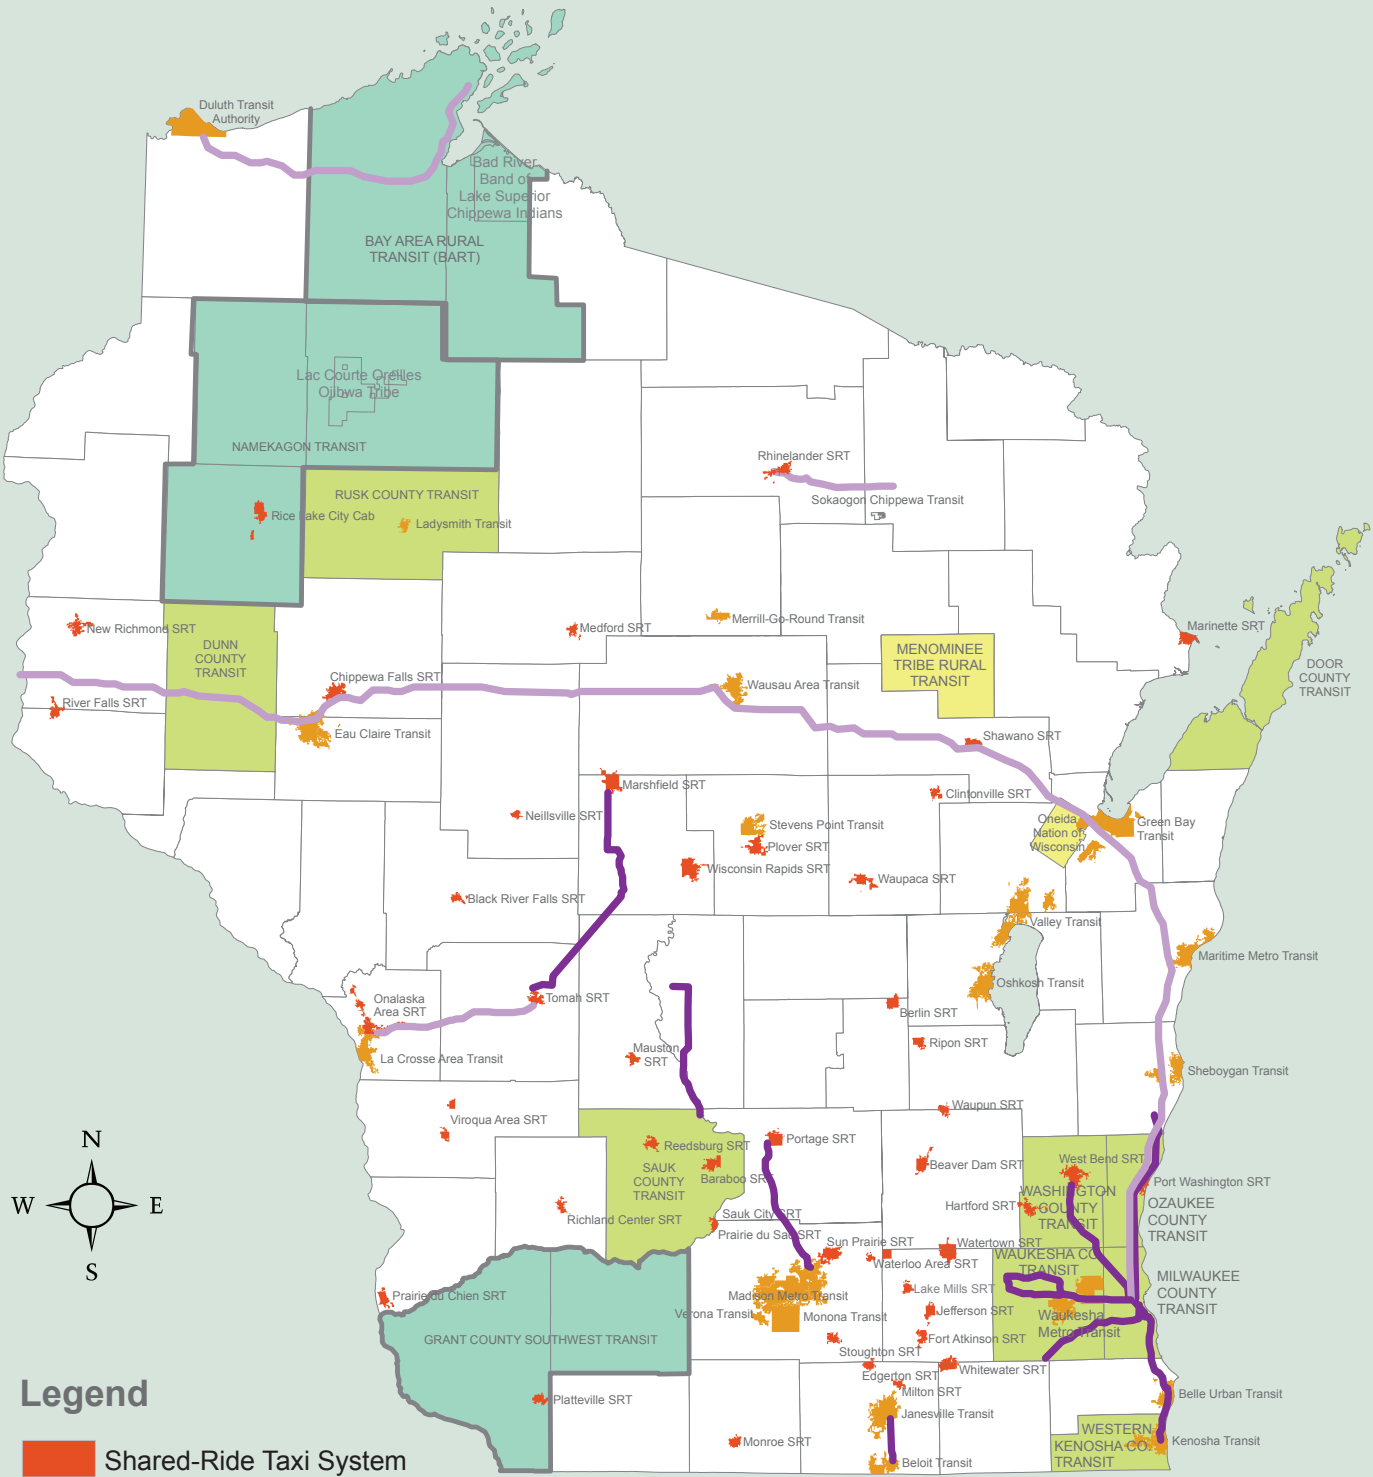 Duluth Transit
Authority
Bad River
Band of
Lake Superior
Chippewa Indians
BAY AREA RURAL
TRANSIT (BART)
Lac Courte Oreilles
Ojibwa Tribe
NAMEKAGON TRANSIT
Rhinelander SRT
Sokaogon Chippewa Transit
RUSK COUNTY TRANSIT
Rice Lake City Cab
Ladysmith Transit
New Richmond SRT
Medford SRT
Merrill-Go-Round Transit
Marinette SRT
DUNN
COUNTY
TRANSIT
MENOMINEE
TRIBE RURAL
TRANSIT
DOOR
COUNTY
TRANSIT
Chippewa Falls SRT
Wausau Area Transit
River Falls SRT
Eau Claire Transit
Shawano SRT
Marshfield SRT
Clintonville SRT
Neillsville SRT
Stevens Point Transit
Plover SRT
Oneida
Nation of
Wisconsin
Green Bay
Transit
Wisconsin Rapids SRT
Waupaca SRT
Black River Falls SRT
Valley Transit
Maritime Metro Transit
Oshkosh Transit
Onalaska
Area SRT
Tomah SRT
Berlin SRT
La Crosse Area Transit
Mauston
SRT
Ripon SRT
Sheboygan Transit
Viroqua Area SRT
Waupun SRT
Reedsburg SRT
Portage SRT
SAUK
COUNTY
TRANSIT
Baraboo SRT
Beaver Dam SRT
West Bend SRT
Port Washington SRT
WASHINGTON
COUNTY
TRANSIT
Hartford SRT
OZAUKEE
COUNTY
TRANSIT
Richland Center SRT
Sauk City SRT
Prairie du Sac SRT
Sun Prairie SRT
Watertown SRT
Waterloo Area SRT
WAUKESHA CO.
TRANSIT
MILWAUKEE
COUNTY
TRANSIT
N
W
E
S
Prairie du Chien SRT
Madison Metro Transit
Lake Mills SRT
Verona Transit
Monona Transit
Jefferson SRT
Waukesha
Metro Transit
GRANT COUNTY SOUTHWEST TRANSIT
Stoughton SRT
Fort Atkinson SRT
Edgerton SRT
Whitewater SRT
Milton SRT
Platteville SRT
Janesville Transit
Belle Urban Transit
Monroe SRT
Beloit Transit
WESTERN
KENOSHA CO.
TRANSIT
Kenosha Transit
Legend
Shared-Ride Taxi System